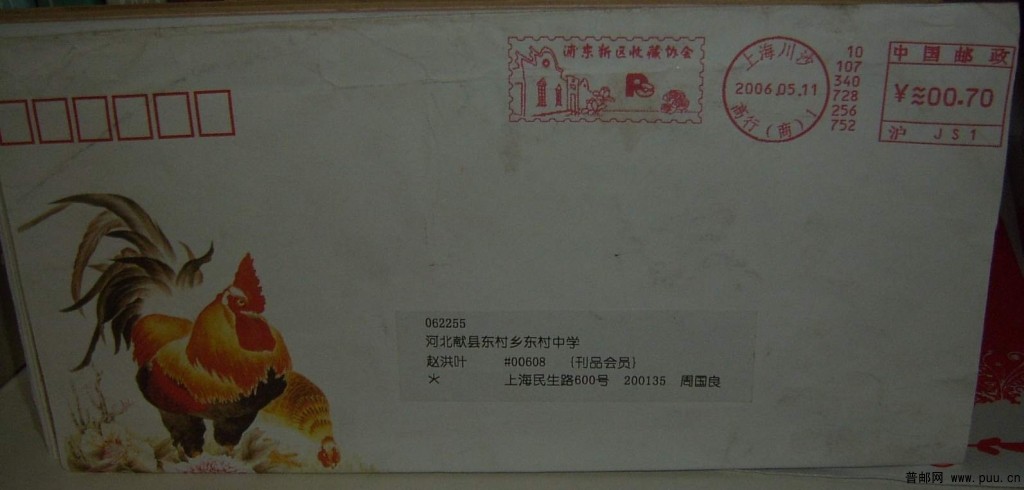 浦东新区收藏协会
上海川沙
2006.05.11
商行(商)1
10
107
340
728
256
752
中国邮政
¥≋00.70
沪 JS1
062255
河北献县东村乡东村中学
赵洪叶 #00608 (刊品会员)
上海民生路600号 200135 周国良
普邮网 www.puu.cn